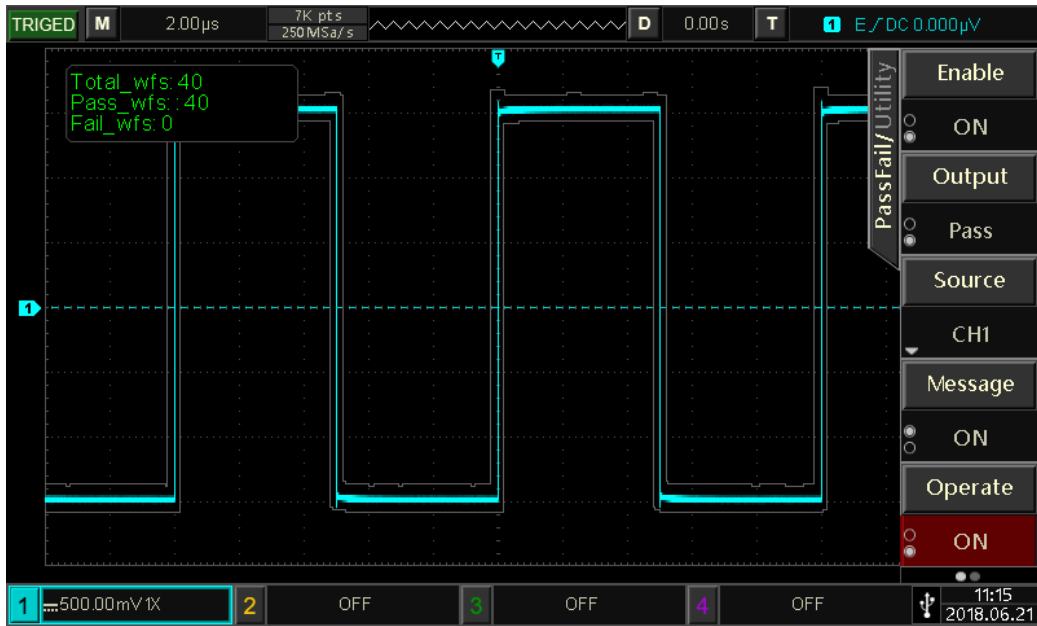 TRIGED M 2.00μs 7K pts D 0.00s T 1 E DC 0.000μV
250MSa/s
T
Total_wfs: 40
Pass_wfs: : 40
Fail_wfs: 0
PassFail/Utility
Enable
ON
Output
Pass
Source
CH1
Message
ON
Operate
ON
1
1 500.00mV 1X 2 OFF 3 OFF 4 OFF
11:15
2018.06.21